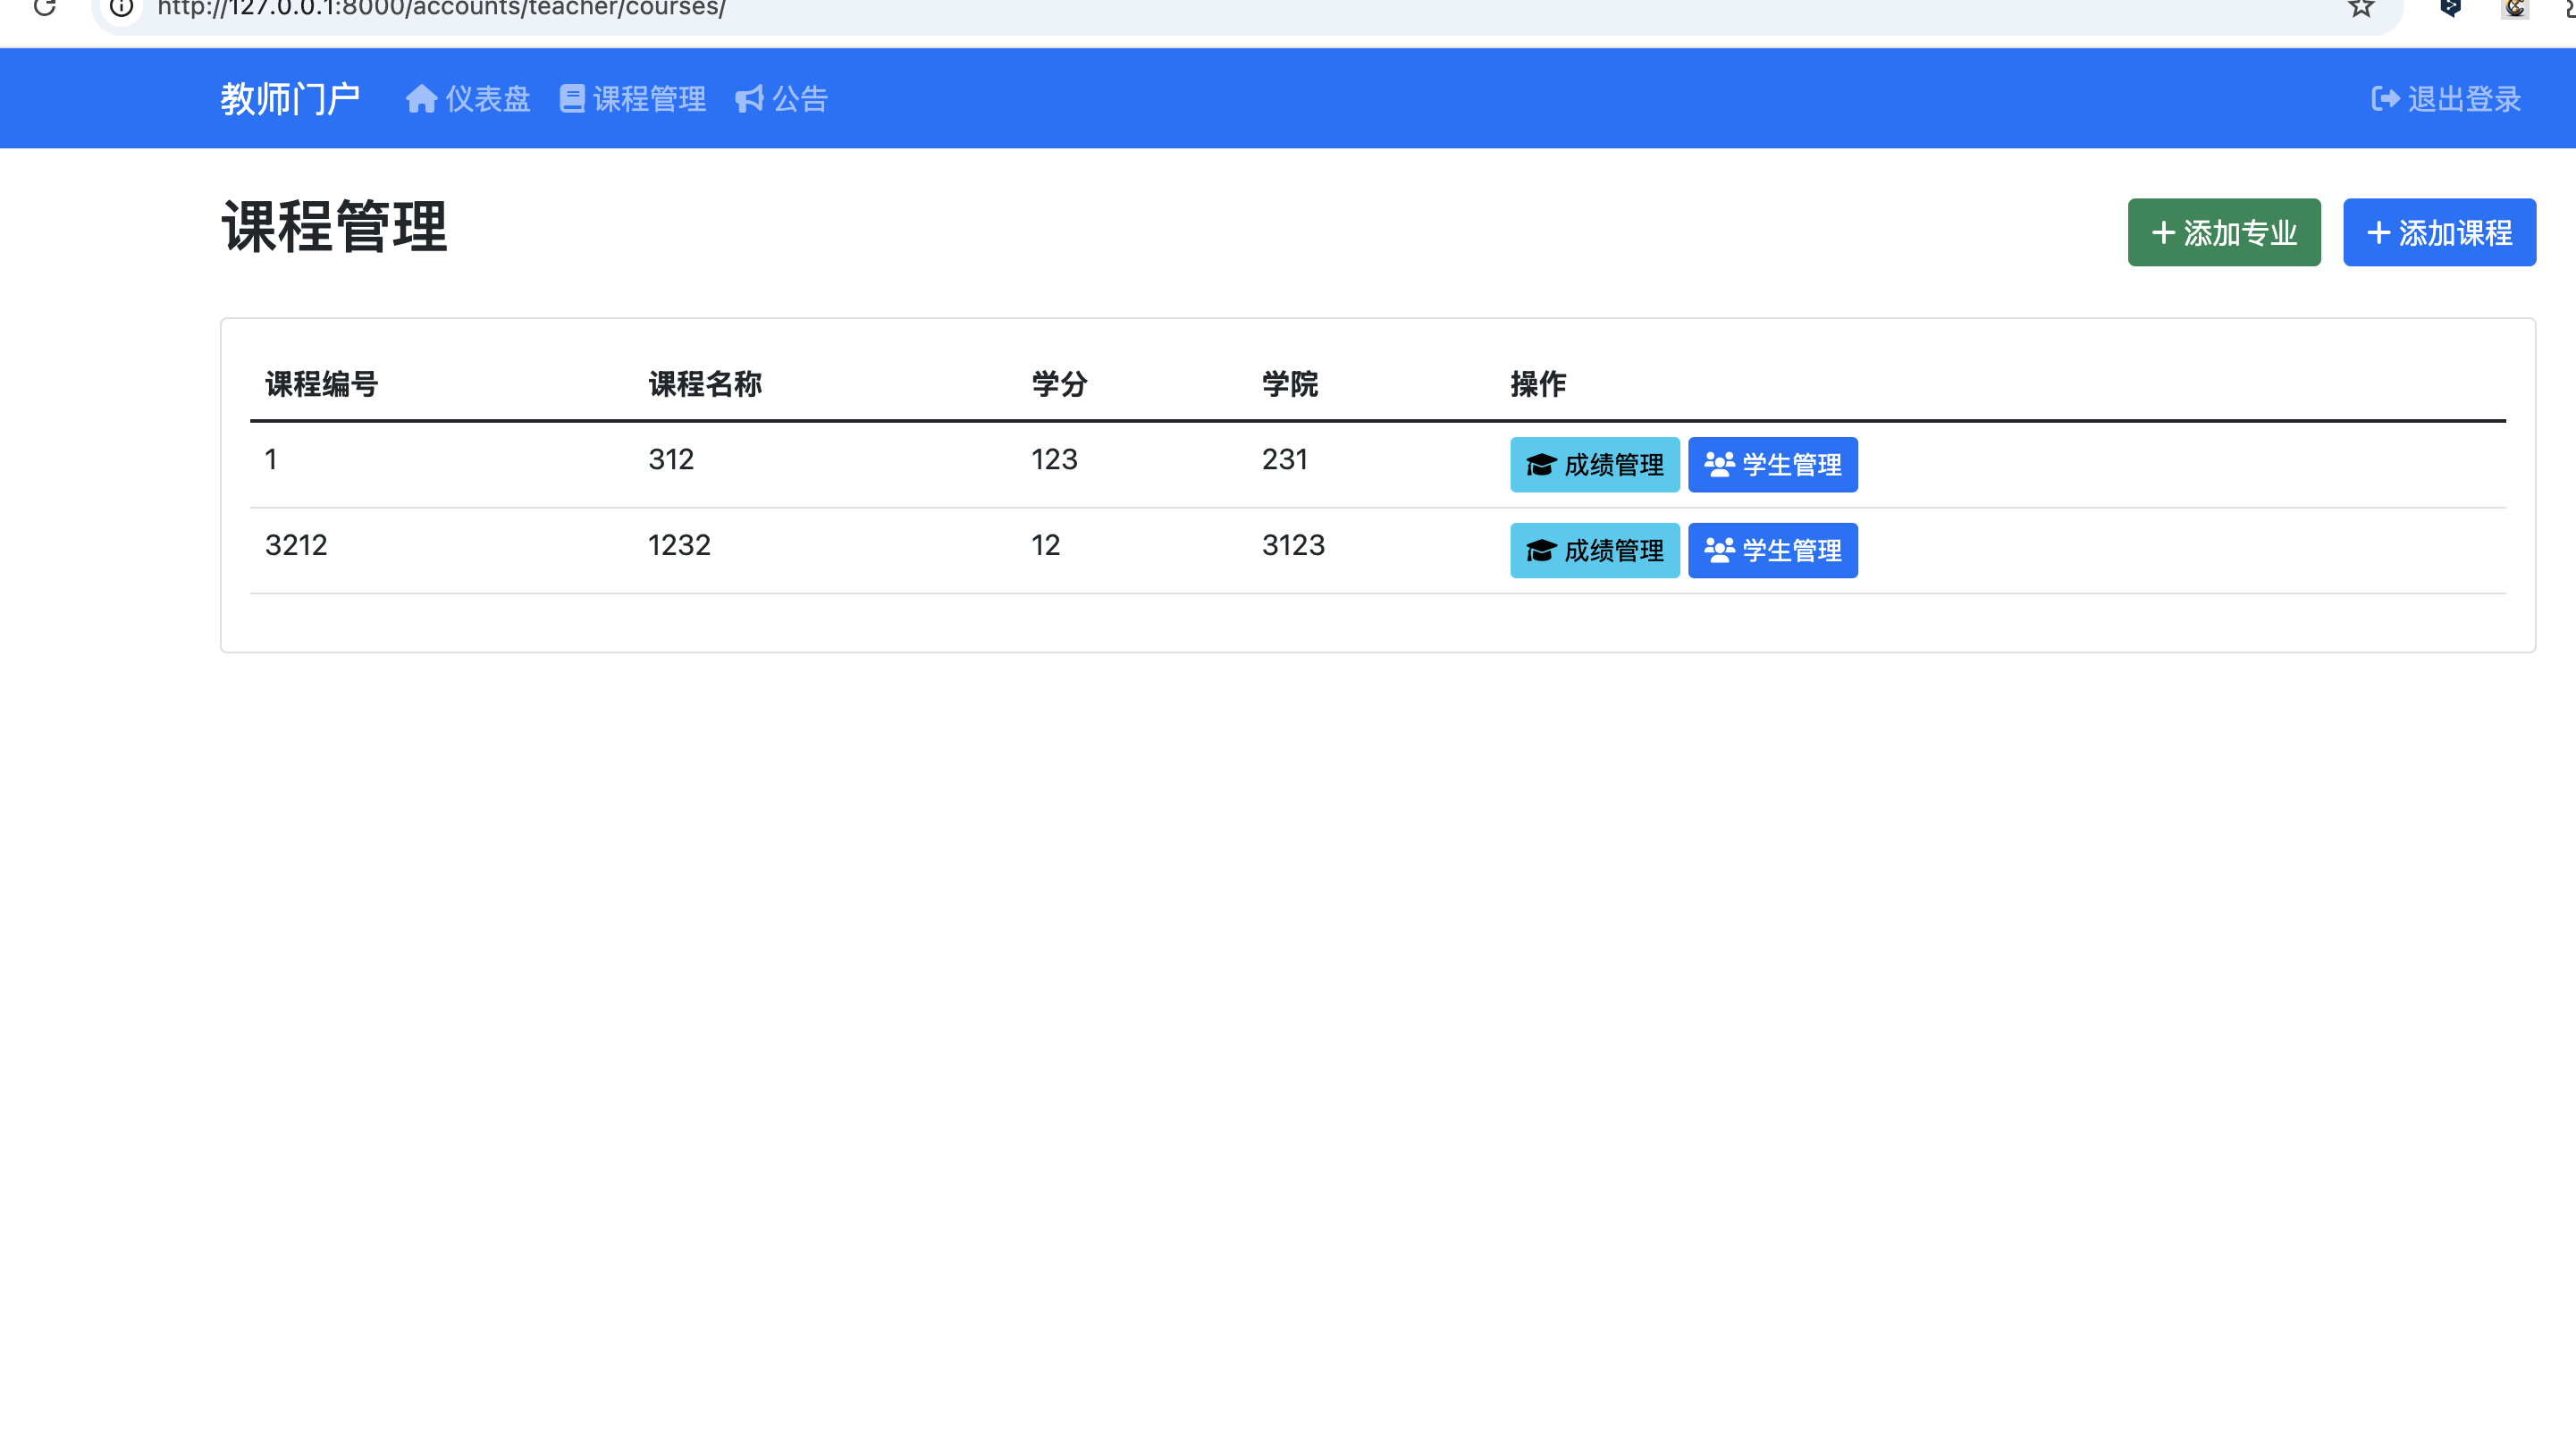 http://127.0.0.1:8000/accounts/teacher/courses/
教师门户 仪表盘 课程管理 公告 退出登录
课程管理 添加专业 添加课程
课程编号 课程名称 学分 学院 操作
1 312 123 231 成绩管理 学生管理
3212 1232 12 3123 成绩管理 学生管理